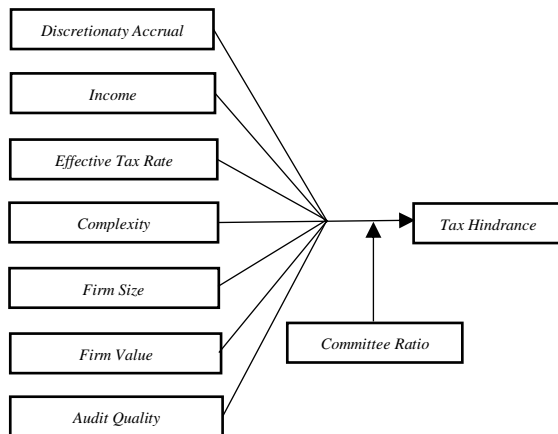 Discretionaty Accrual
Income
Effective Tax Rate
Complexity
Tax Hindrance
Firm Size
Committee Ratio
Firm Value
Audit Quality